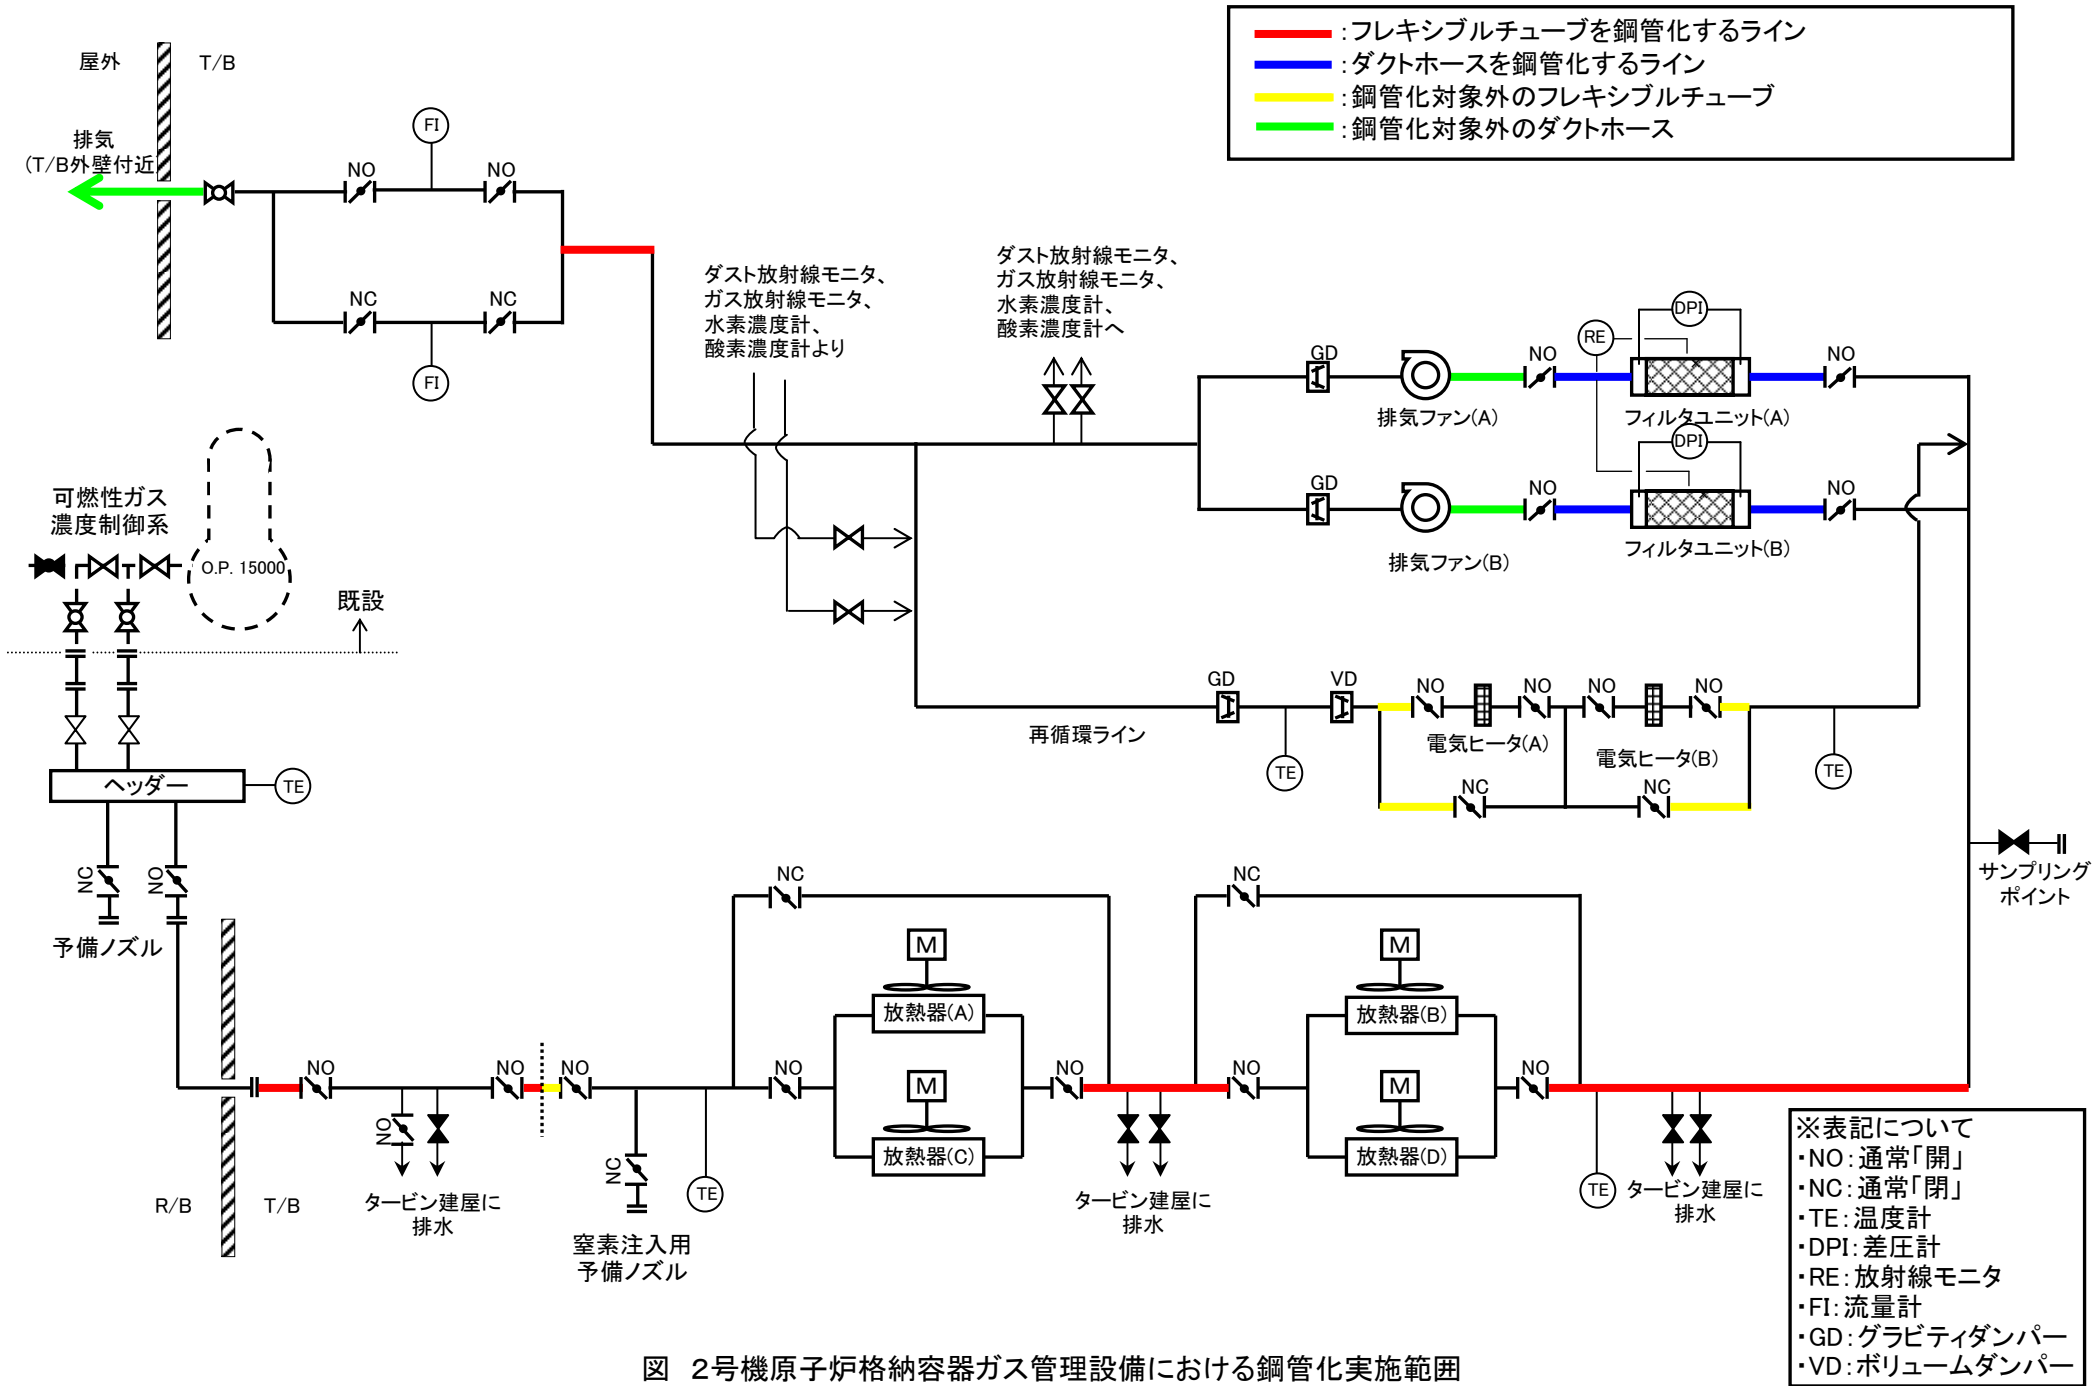 :フレキシブルチューブを鋼管化するライン
:ダクトホースを鋼管化するライン
:鋼管化対象外のフレキシブルチューブ
:鋼管化対象外のダクトホース
屋外
T/B
排気
(T/B外壁付近
FI
NO
NO
NC
NC
FI
ダスト放射線モニタ、
ガス放射線モニタ、
水素濃度計、
酸素濃度計より
ダスト放射線モニタ、
ガス放射線モニタ、
水素濃度計、
酸素濃度計へ
GD
排気ファン(A)
NO
RE
DPI
フィルタユニット(A)
NO
GD
排気ファン(B)
NO
DPI
フィルタユニット(B)
NO
可燃性ガス
濃度制御系
O.P. 15000
既設
ヘッダー
TE
NC
NO
予備ノズル
再循環ライン
GD
TE
VD
NO
NO
NO
NO
電気ヒータ(A)
電気ヒータ(B)
NC
NC
TE
サンプリング
ポイント
R/B
T/B
NO
NO
タービン建屋に
排水
NO
NO
NC
窒素注入用
予備ノズル
TE
NC
NO
M
放熱器(A)
M
放熱器(C)
NO
タービン建屋に
排水
NC
NO
M
放熱器(B)
M
放熱器(D)
NO
TE
タービン建屋に
排水
※表記について
・NO:通常「開」
・NC:通常「閉」
・TE:温度計
・DPI:差圧計
・RE:放射線モニタ
・FI:流量計
・GD:グラビティダンパー
・VD:ボリュームダンパー
図 2号機原子炉格納容器ガス管理設備における鋼管化実施範囲